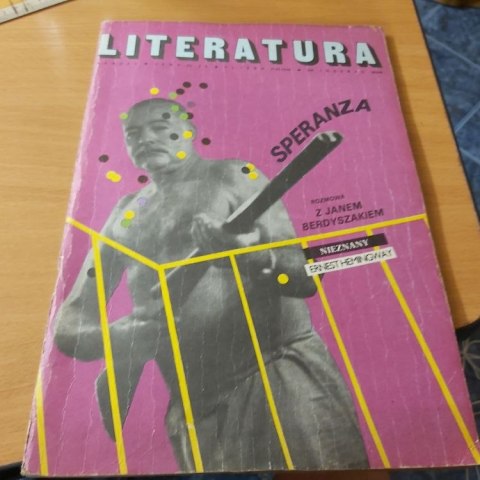 LITERATURA
SPERANZA
ROZMOWA
Z JANEM
BERDYSZAKIEM
NIEZNANY
ERNEST HEMINGWAY